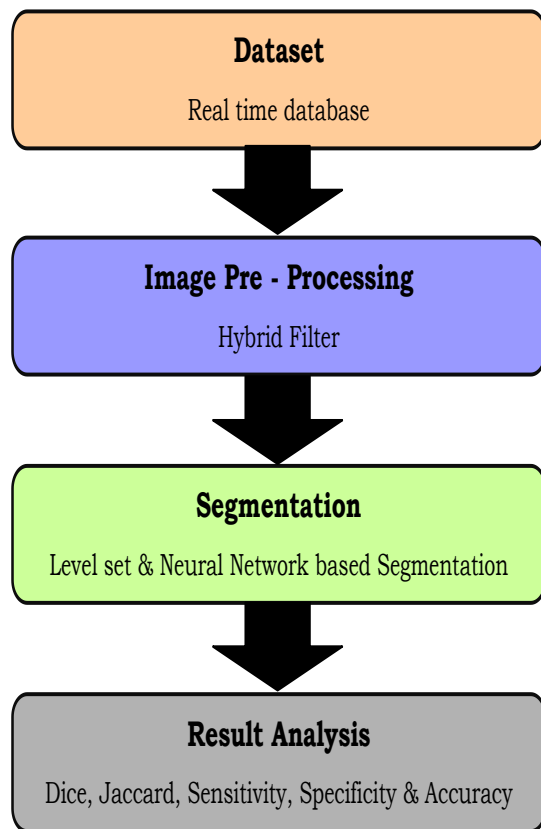 Dataset
Real time database
Image Pre - Processing
Hybrid Filter
Segmentation
Level set & Neural Network based Segmentation
Result Analysis
Dice, Jaccard, Sensitivity, Specificity & Accuracy